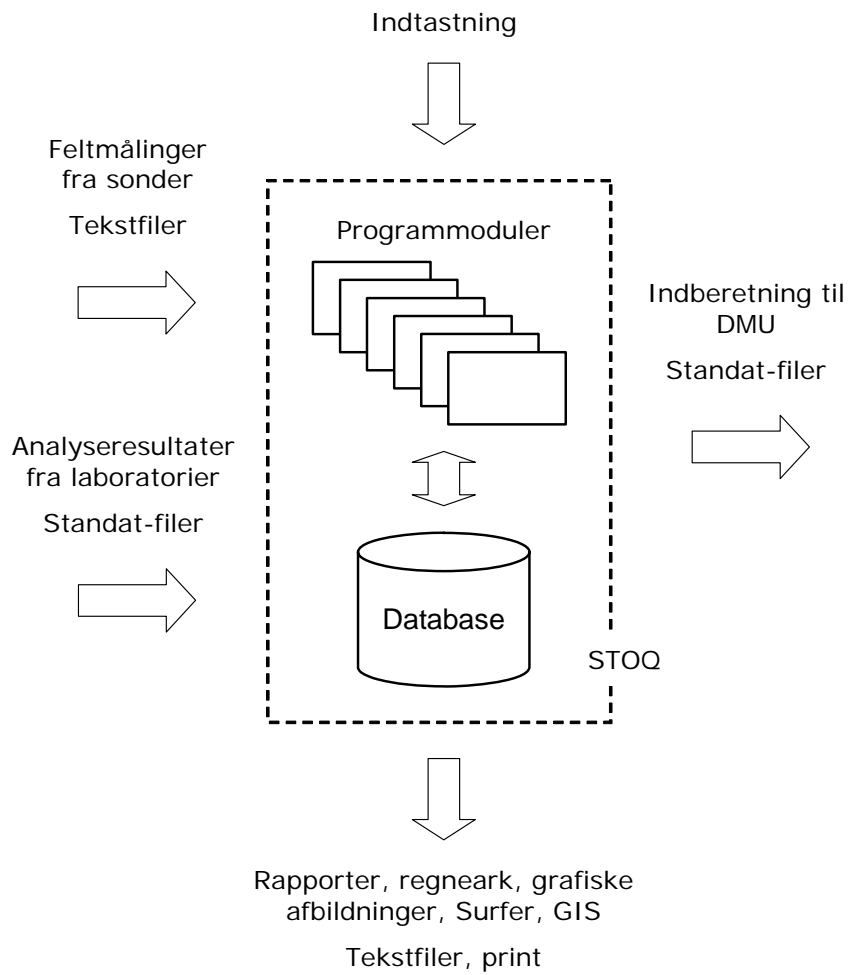 Indtastning
Feltmålinger
fra sonder
Tekstfiler
Programmoduler
Indberetning til
DMU
Standat-filer
Analyseresultater
fra laboratorier
Standat-filer
Database
STOQ
Rapporter, regneark, grafiske
afbildninger, Surfer, GIS
Tekstfiler, print